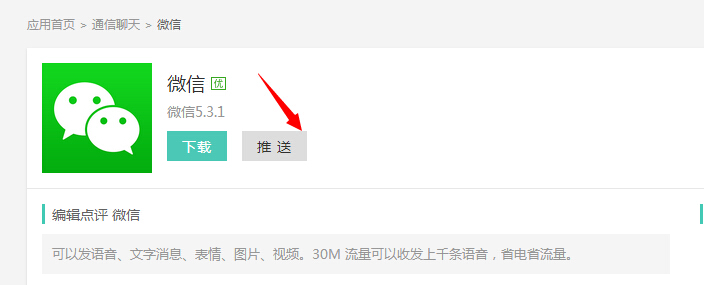 应用首页 > 通信聊天 > 微信
微信 优
微信5.3.1
下载 推 送
编辑点评 微信
可以发语音、文字消息、表情、图片、视频。30M 流量可以收发上千条语音，省电省流量。